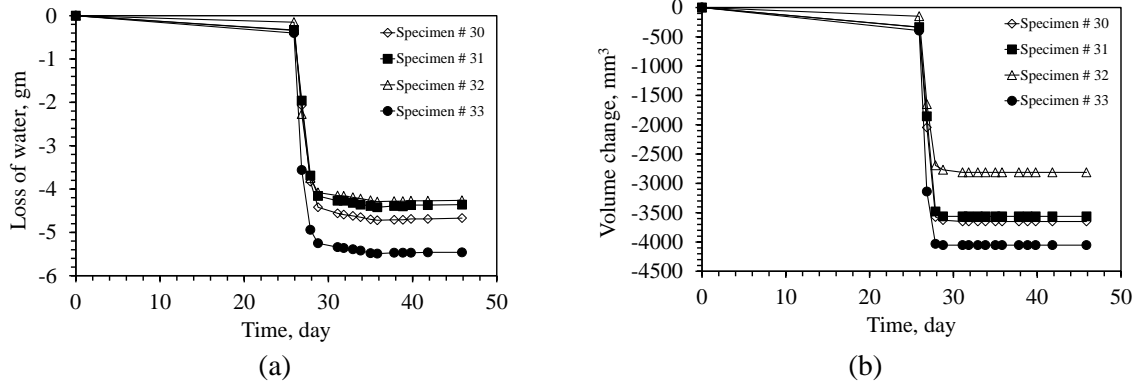 0
-1
-2
-3
-4
-5
-6
Loss of water, gm
0 10 20 30 40 50
Time, day
Specimen # 30
Specimen # 31
Specimen # 32
Specimen # 33
(a)
0
-500
-1000
-1500
-2000
-2500
-3000
-3500
-4000
-4500
Volume change, mm³
0 10 20 30 40 50
Time, day
Specimen # 30
Specimen # 31
Specimen # 32
Specimen # 33
(b)